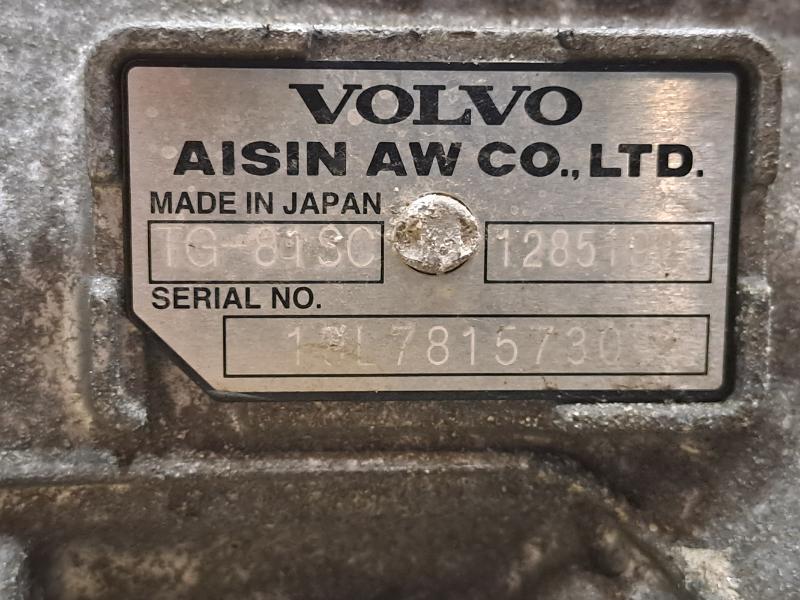 VOLVO
AISIN AW CO., LTD.
MADE IN JAPAN
TG-81SC
SERIAL NO.